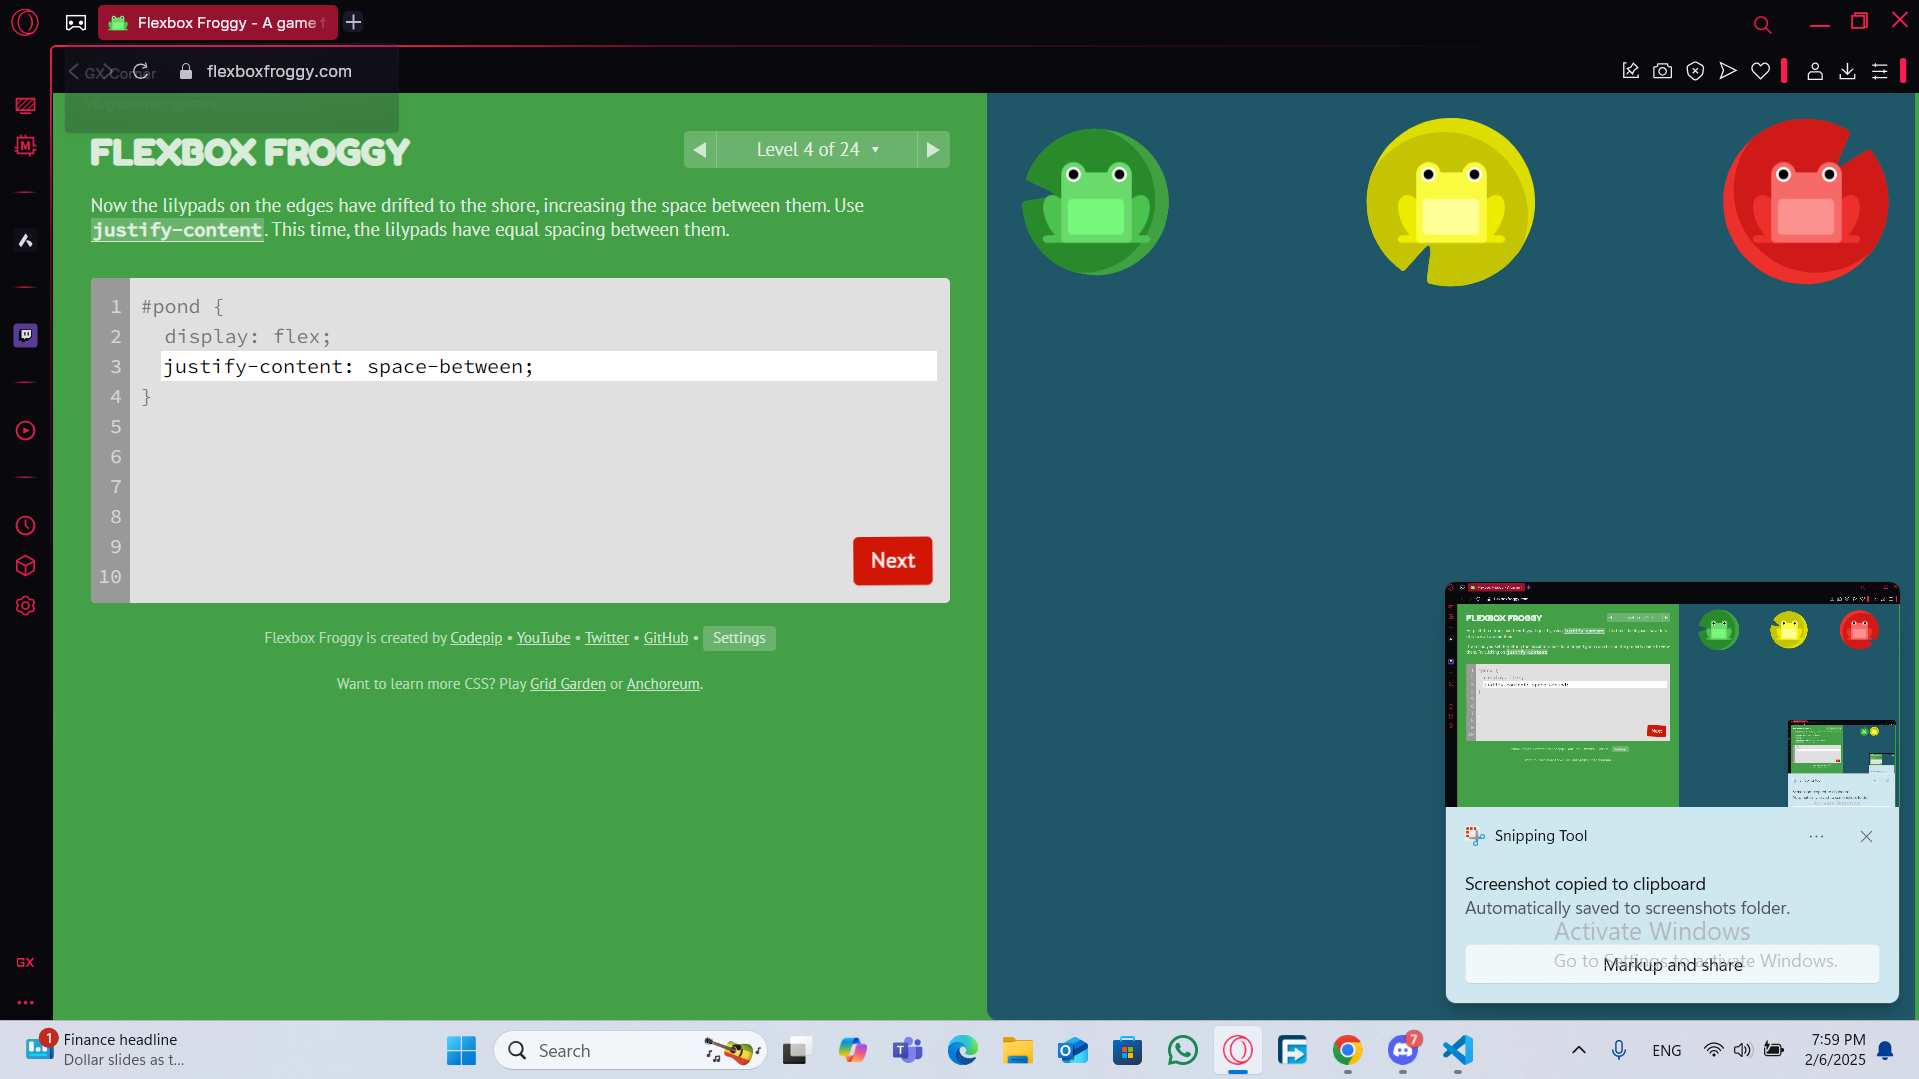 Flexbox Froggy - A game f
GX Corner
flexboxfroggy.com
FLEXBOX FROGGY
Level 4 of 24
Now the lilypads on the edges have drifted to the shore, increasing the space between them. Use
justify-content. This time, the lilypads have equal spacing between them.
1 #pond {
2 display: flex;
3 justify-content: space-between;
4 }
5
6
7
8
9
10
Next
Flexbox Froggy is created by Codepip • YouTube • Twitter • GitHub • Settings
Want to learn more CSS? Play Grid Garden or Anchoreum.
FLEXBOX FROGGY
Next
Snipping Tool
Screenshot copied to clipboard
Automatically saved to screenshots folder.
Activate Windows
Go to Settings to activate Windows.
Markup and share
GX
1
Finance headline
Dollar slides as t...
Search
7
ENG
7:59 PM
2/6/2025